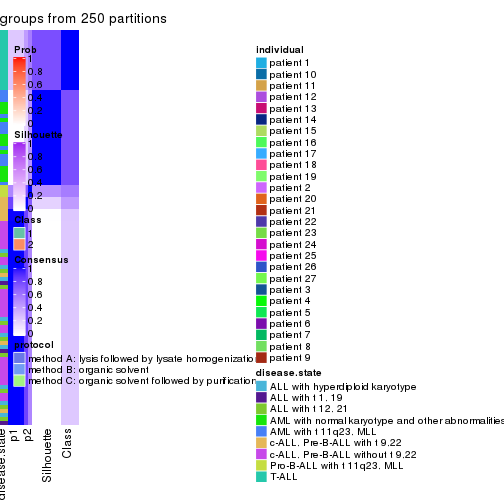 groups from 250 partitions
Prob
1
0.8
0.6
0.4
0.2
0
Silhouette
1
0.8
0.6
0.4
0.2
0
Class
1
2
Consensus
1
0.8
0.6
0.4
0.2
0
protocol
method A: lysis followed by lysate homogenizatio
method B: organic solvent
method C: organic solvent followed by purification
disease.state
p1
p2
Silhouette
Class
individual
patient 1
patient 10
patient 11
patient 12
patient 13
patient 14
patient 15
patient 16
patient 17
patient 18
patient 19
patient 2
patient 20
patient 21
patient 22
patient 23
patient 24
patient 25
patient 26
patient 27
patient 3
patient 4
patient 5
patient 6
patient 7
patient 8
patient 9
disease.state
ALL with hyperdiploid karyotype
ALL with t1. 19
ALL with t12. 21
AML with normal karyotype and other abnormalities
AML with t11q23. MLL
c-ALL. Pre-B-ALL with t9.22
c-ALL. Pre-B-ALL without t9.22
Pro-B-ALL with t11q23. MLL
T-ALL